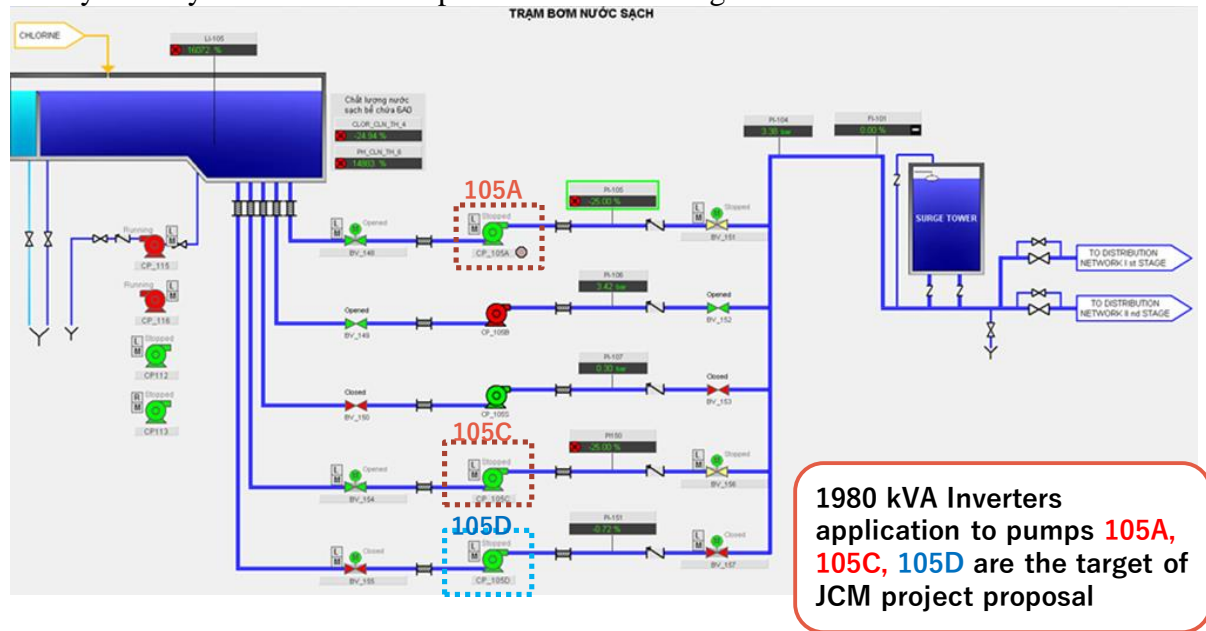 TRẠM BƠM NƯỚC SẠCH
CHLORINE
LI-105
16072 %
Chất lượng nước
sạch bể chứa 6A0
CLOR_CLN_TH_4
-24.94 %
PH_CLN_TH_6
14883 %
PI-104
3.38 bar
FI-101
0.00 %
105A
Stopped
L
M
CP_105A
Opened
L
M
M
BV_148
PI-105
-25.00 %
Stopped
L
M
M
BV_151
SURGE TOWER
TO DISTRIBUTION
NETWORK I st STAGE
TO DISTRIBUTION
NETWORK II nd STAGE
Running
L
M
CP_115
Running
L
M
CP_116
L
M
Stopped
CP112
R
M
Stopped
CP113
Opened
BV_149
CP_105B
PI-106
3.42 bar
Opened
BV_152
Closed
BV_150
CP_105S
PI-107
0.30 bar
Closed
BV_153
105C
Stopped
L
M
CP_105C
Opened
L
M
M
BV_154
PI150
-25.00 %
Stopped
L
M
M
BV_156
105D
Stopped
L
M
CP_105D
Closed
L
M
M
BV_155
PI-151
-0.72 %
Closed
L
M
M
BV_157
1980 kVA Inverters
application to pumps 105A,
105C, 105D are the target of
JCM project proposal